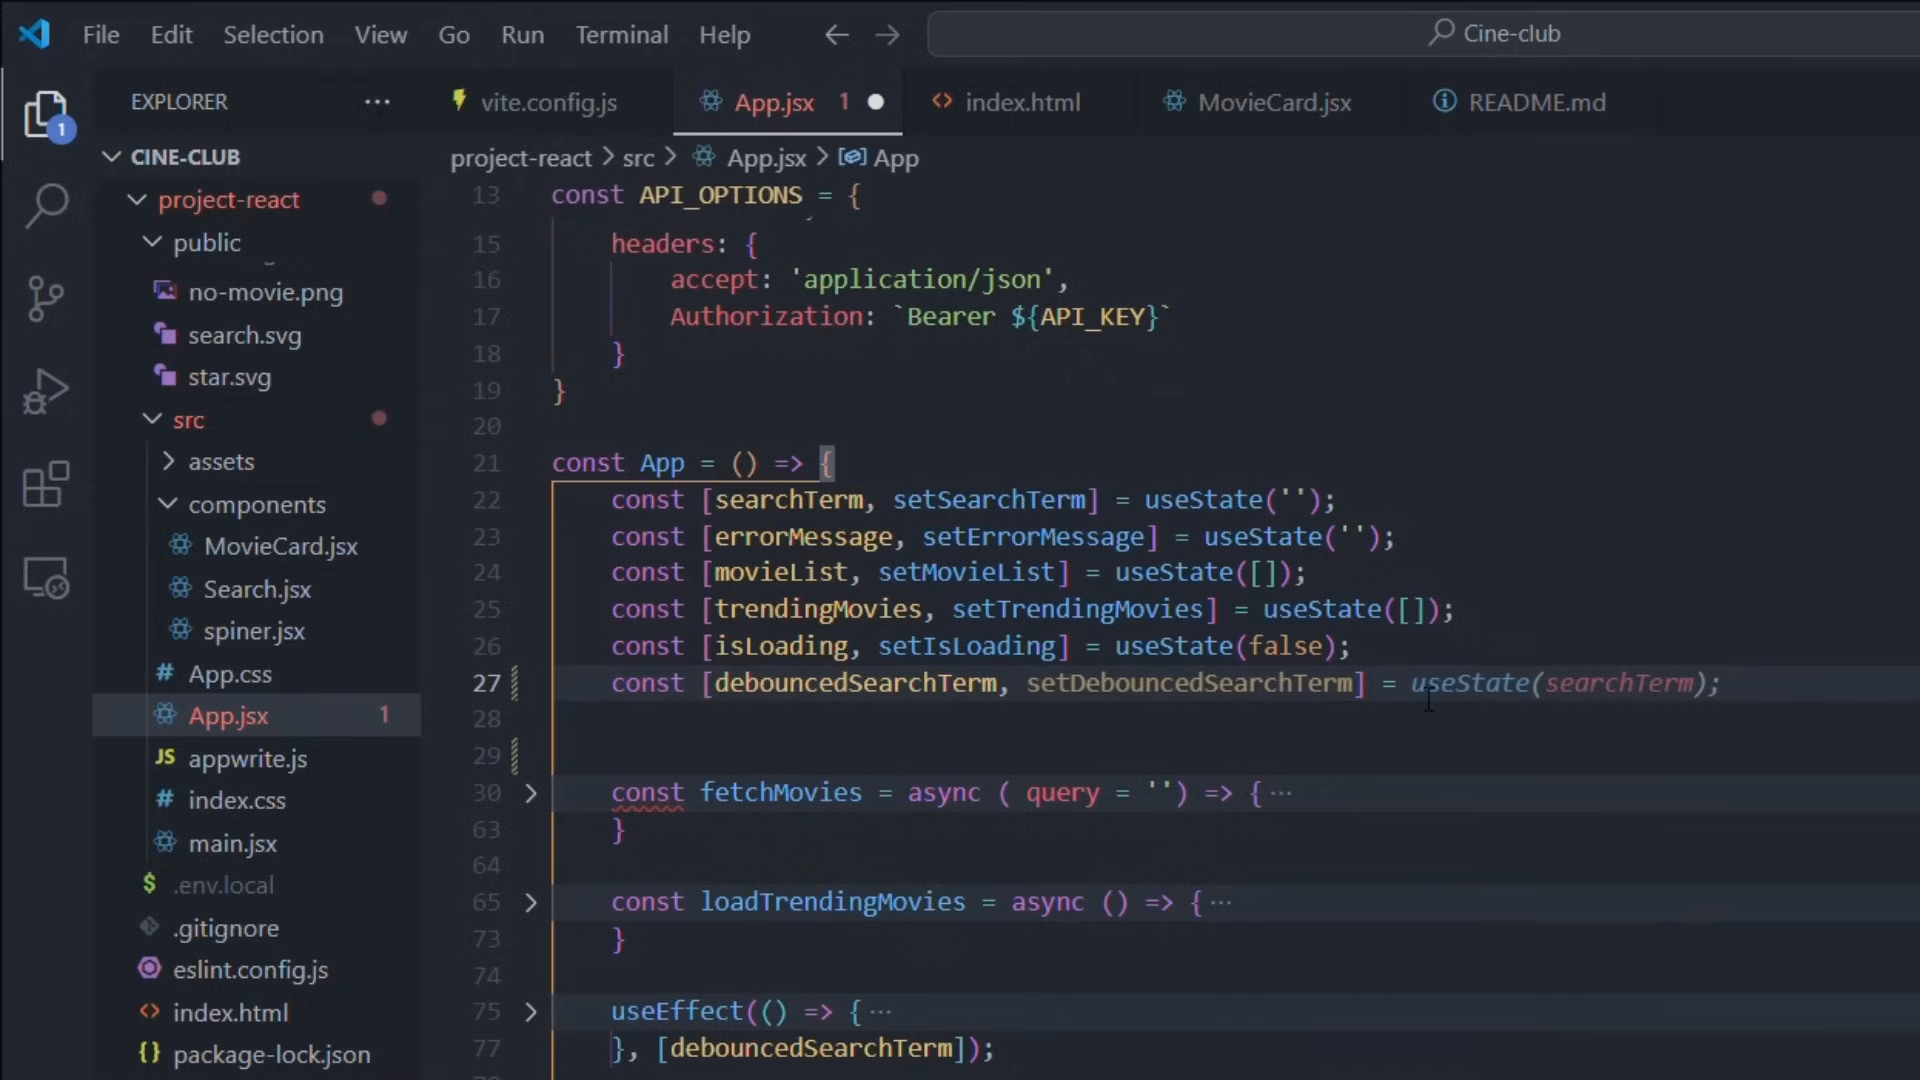 File Edit Selection View Go Run Terminal Help
Cine-club
EXPLORER
vite.config.js App.jsx 1 index.html MovieCard.jsx README.md
1
CINE-CLUB
project-react
public
no-movie.png
search.svg
star.svg
src
assets
components
MovieCard.jsx
Search.jsx
spiner.jsx
App.css
App.jsx 1
appwrite.js
index.css
main.jsx
.env.local
.gitignore
eslint.config.js
index.html
package-lock.json
project-react > src > App.jsx > App
13 const API_OPTIONS = {
15 headers: {
16 accept: 'application/json',
17 Authorization: `Bearer ${API_KEY}`
18 }
19 }
20
21 const App = () => {
22 const [searchTerm, setSearchTerm] = useState('');
23 const [errorMessage, setErrorMessage] = useState('');
24 const [movieList, setMovieList] = useState([]);
25 const [trendingMovies, setTrendingMovies] = useState([]);
26 const [isLoading, setIsLoading] = useState(false);
27 const [debouncedSearchTerm, setDebouncedSearchTerm] = useState(searchTerm);
28
29
30 const fetchMovies = async ( query = '') => { ...
63 }
64
65 const loadTrendingMovies = async () => { ...
73 }
74
75 useEffect(() => { ...
77 }, [debouncedSearchTerm]);